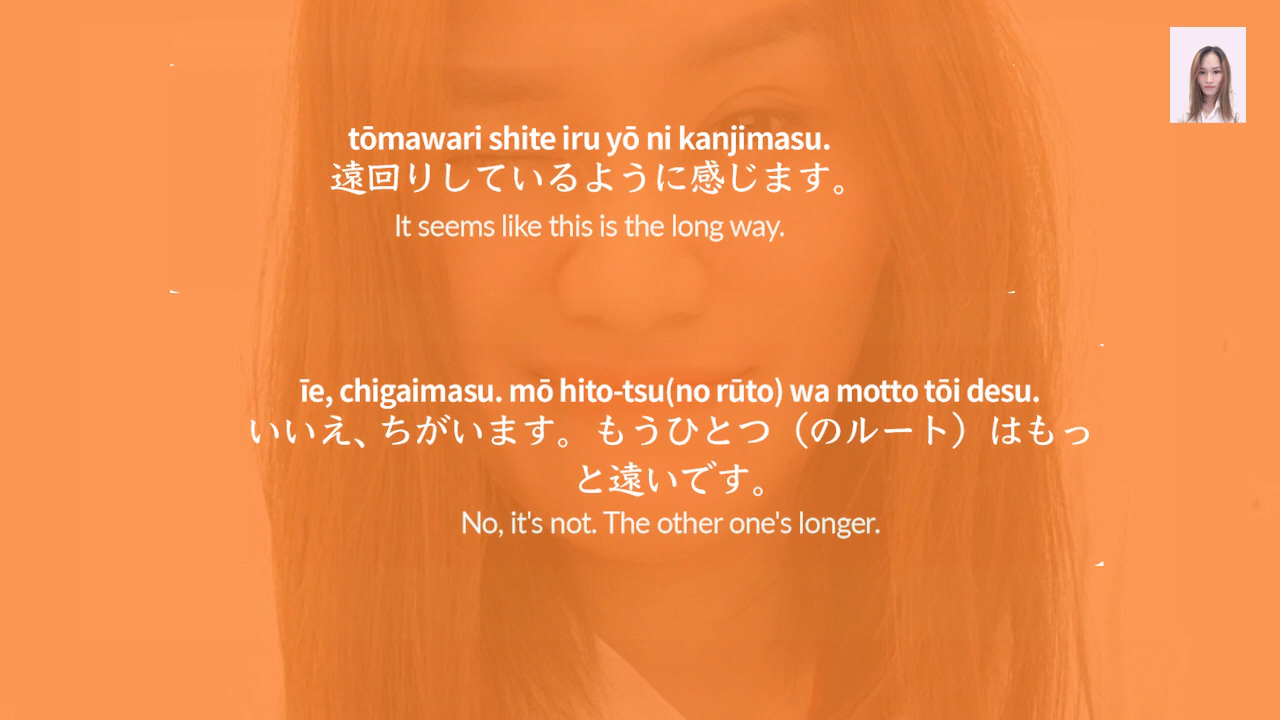 tōmawari shite iru yō ni kanjimasu.
遠回りしているように感じます。
It seems like this is the long way.
īe, chigaimasu. mō hito-tsu(no rūto) wa motto tōi desu.
いいえ、ちがいます。もうひとつ（のルート）はもっ
と遠いです。
No, it's not. The other one's longer.